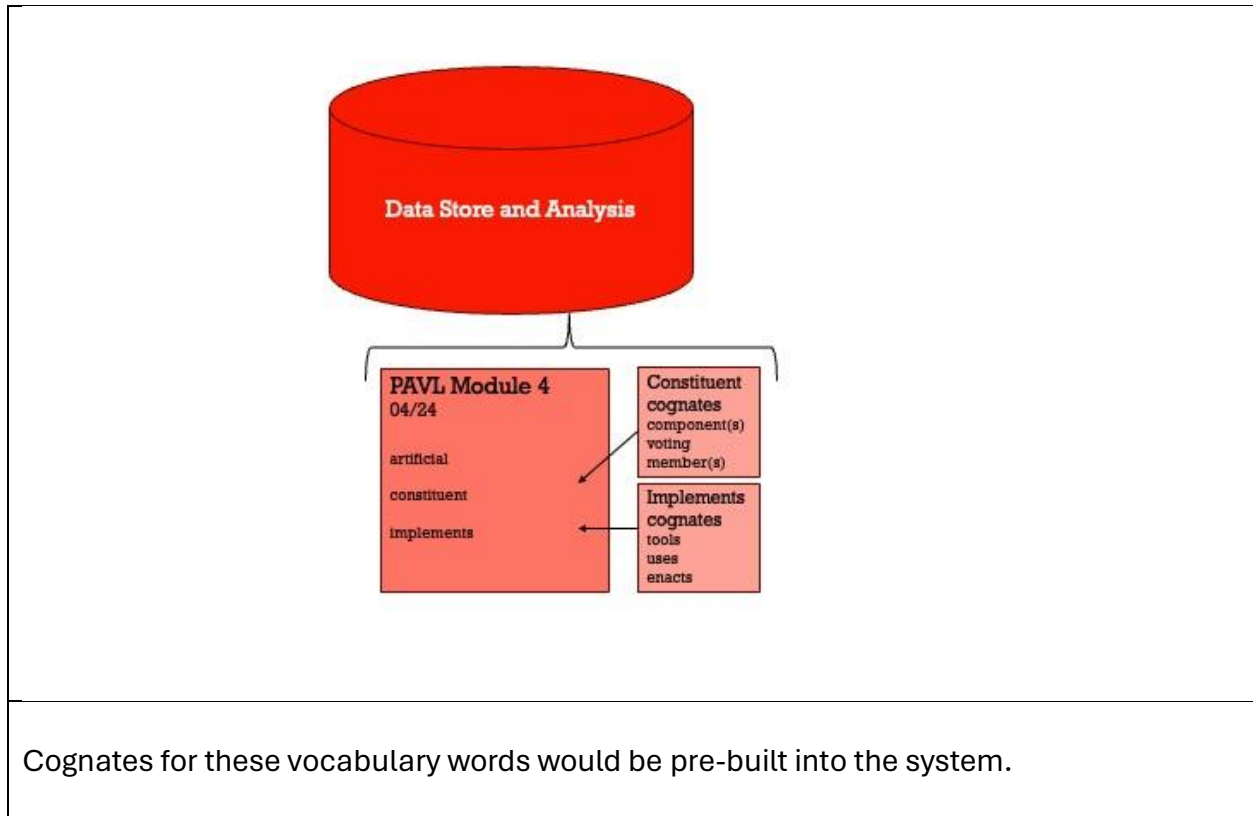 Data Store and Analysis
PAVL Module 4
04/24
artificial
constituent
implements
Constituent
cognates
component(s)
voting
member(s)
Implements
cognates
tools
uses
enacts
Cognates for these vocabulary words would be pre-built into the system.